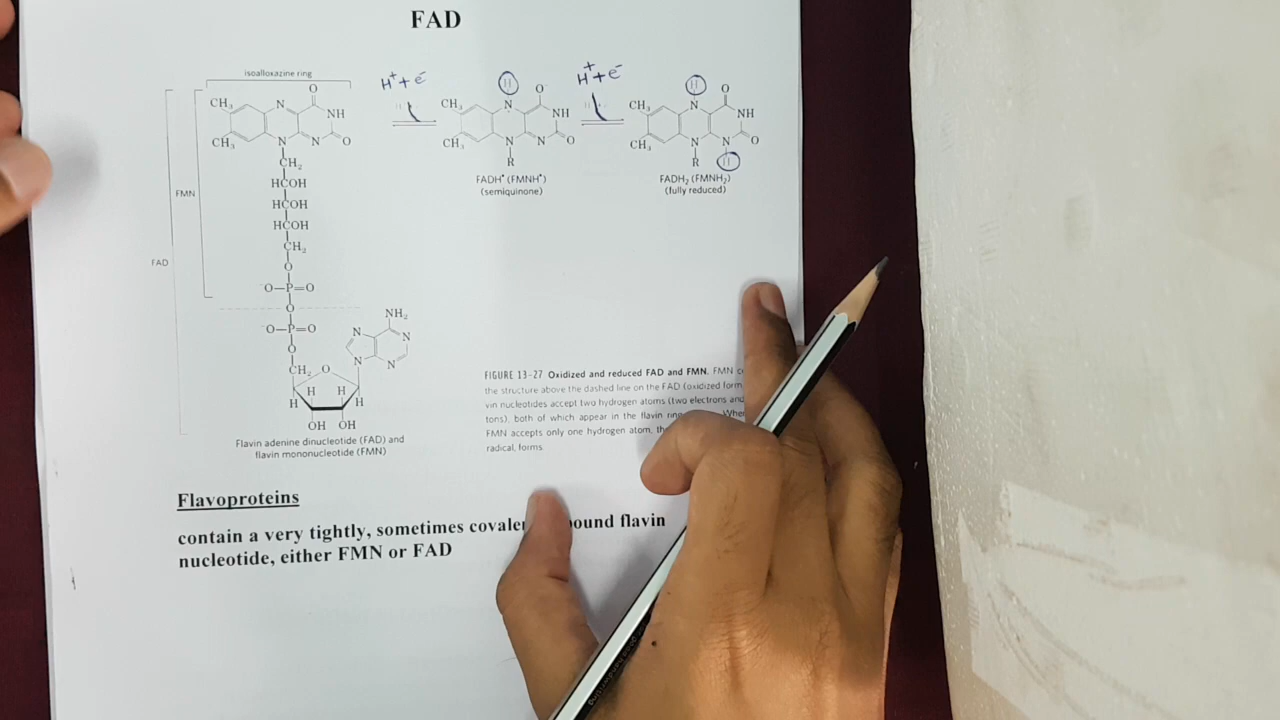 FAD
isoalloxazine ring
H⁺ + e⁻
H⁺ + e⁻
CH₃ N O NH
CH₃ N N O
CH₂
HCOH
HCOH
HCOH
CH₂
O
⁻O—P=O
O
⁻O—P=O
O
CH₂ O
H H
H H
OH OH
NH₂
N N
N N
FMN
FAD
H
CH₃ N O NH
CH₃ N N O
R
FADH• (FMNH•)
(semiquinone)
H
CH₃ N O NH
CH₃ N N O
R H
FADH₂ (FMNH₂)
(fully reduced)
Flavin adenine dinucleotide (FAD) and
flavin mononucleotide (FMN)
FIGURE 13-27 Oxidized and reduced FAD and FMN. FMN
the structure above the dashed line on the FAD (oxidized form
vin nucleotides accept two hydrogen atoms (two electrons and
tons), both of which appear in the flavin ring
FMN accepts only one hydrogen atom,
radical, forms
Flavoproteins
contain a very tightly, sometimes bound flavin
nucleotide, either FMN or FAD